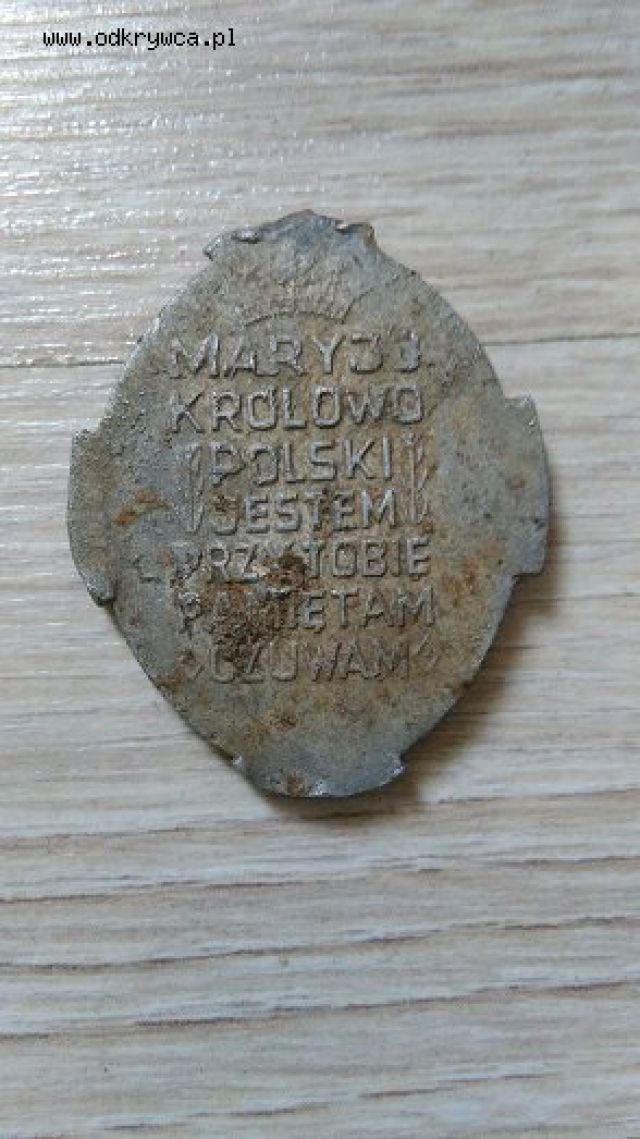 www.odkrywca.pl
MARYJO
KRÓLOWO
POLSKI
JESTEM
PRZY TOBIE
PAMIĘTAM
CZUWAM